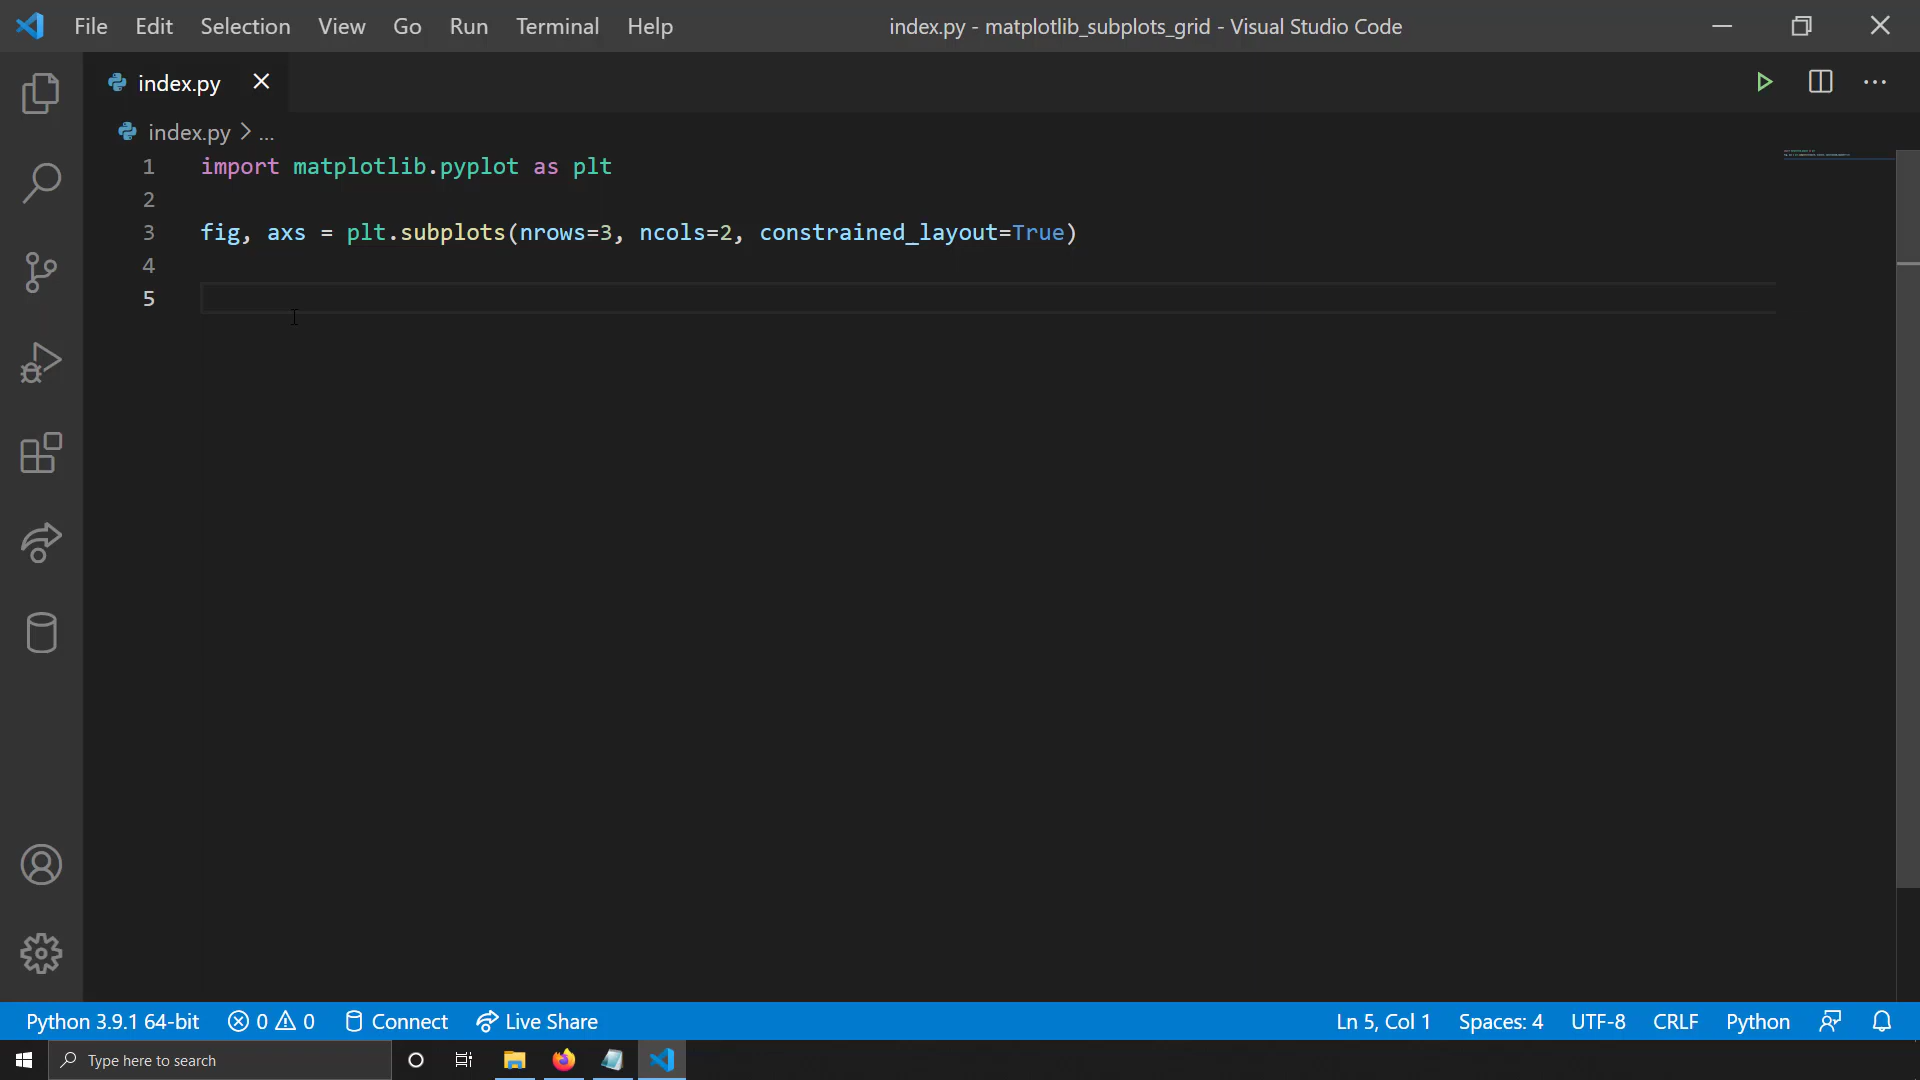 File Edit Selection View Go Run Terminal Help index.py - matplotlib_subplots_grid - Visual Studio Code
index.py
index.py > ...
1 import matplotlib.pyplot as plt
2
3 fig, axs = plt.subplots(nrows=3, ncols=2, constrained_layout=True)
4
5
Python 3.9.1 64-bit 0 0 Connect Live Share Ln 5, Col 1 Spaces: 4 UTF-8 CRLF Python
Type here to search